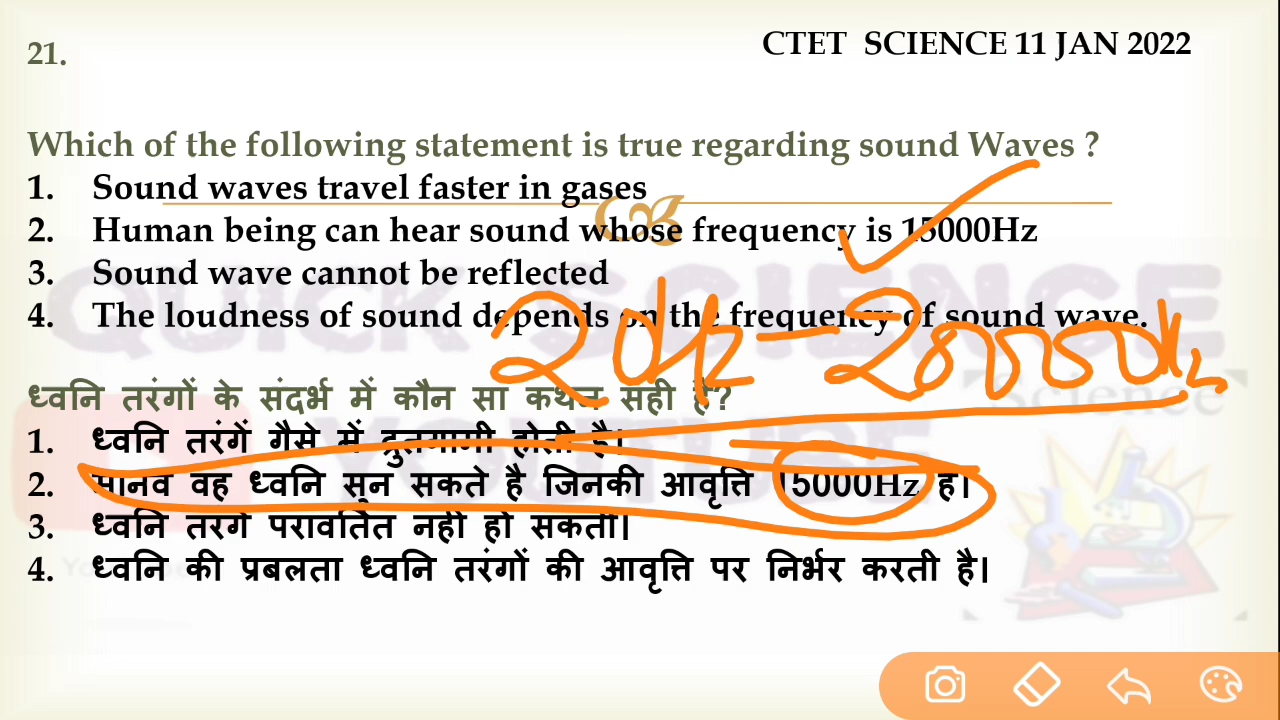 21.
CTET SCIENCE 11 JAN 2022
Which of the following statement is true regarding sound Waves ?
1. Sound waves travel faster in gases
2. Human being can hear sound whose frequency is 15000Hz
3. Sound wave cannot be reflected
4. The loudness of sound depends on the frequency of sound wave.
20Hz - 20000Hz
ध्वनि तरंगों के संदर्भ में कौन सा कथन सही है?
1. ध्वनि तरंगें गैसे में द्रुतगामी होती है।
2. मानव वह ध्वनि सुन सकते है जिनकी आवृत्ति 15000Hz है।
3. ध्वनि तरंगें परावर्तित नहीं हो सकती।
4. ध्वनि की प्रबलता ध्वनि तरंगों की आवृत्ति पर निर्भर करती है।
QUICK SCIENCE
YOUTUBE
Science